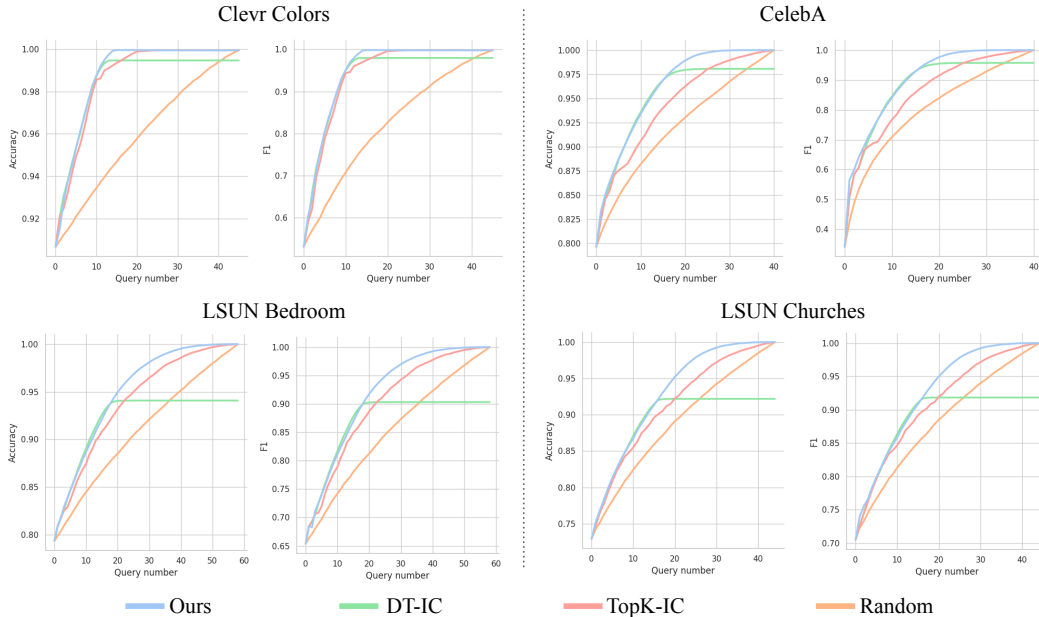 Clevr Colors
CelebA
1.00
0.98
0.96
0.94
0.92
Accuracy
0 10 20 30 40
Query number
1.0
0.9
0.8
0.7
0.6
F1
0 10 20 30 40
Query number
1.000
0.975
0.950
0.925
0.900
0.875
0.850
0.825
0.800
Accuracy
0 10 20 30 40
Query number
1.0
0.9
0.8
0.7
0.6
0.5
0.4
F1
0 10 20 30 40
Query number
LSUN Bedroom
LSUN Churches
1.00
0.95
0.90
0.85
0.80
Accuracy
0 10 20 30 40 50 60
Query number
1.00
0.95
0.90
0.85
0.80
0.75
0.70
0.65
F1
0 10 20 30 40 50 60
Query number
1.00
0.95
0.90
0.85
0.80
0.75
Accuracy
0 10 20 30 40
Query number
1.00
0.95
0.90
0.85
0.80
0.75
0.70
F1
0 10 20 30 40
Query number
Ours
DT-IC
TopK-IC
Random